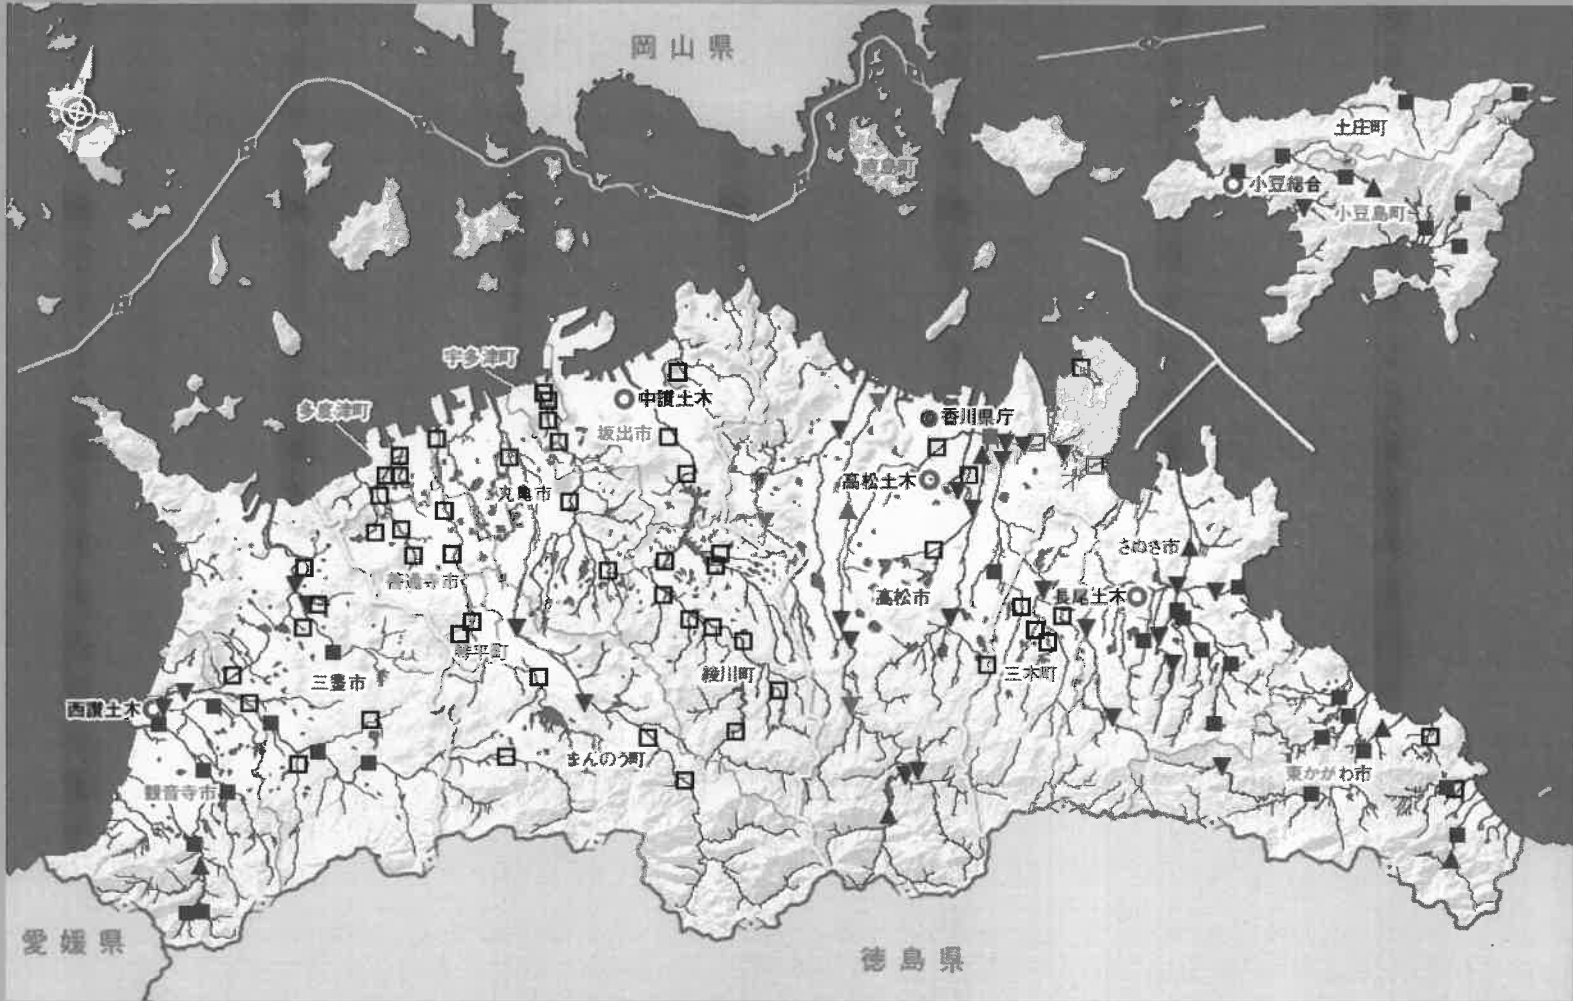 岡山県
土庄町
直島町
小豆総合
小豆島町
宇多津町
中讃土木
多度津町
香川県庁
坂出市
高松土木
丸亀市
さぬき市
善通寺市
高松市
長尾土木
琴平町
綾川町
三木町
三豊市
西讃土木
まんのう町
東かがわ市
観音寺市
愛媛県
徳島県